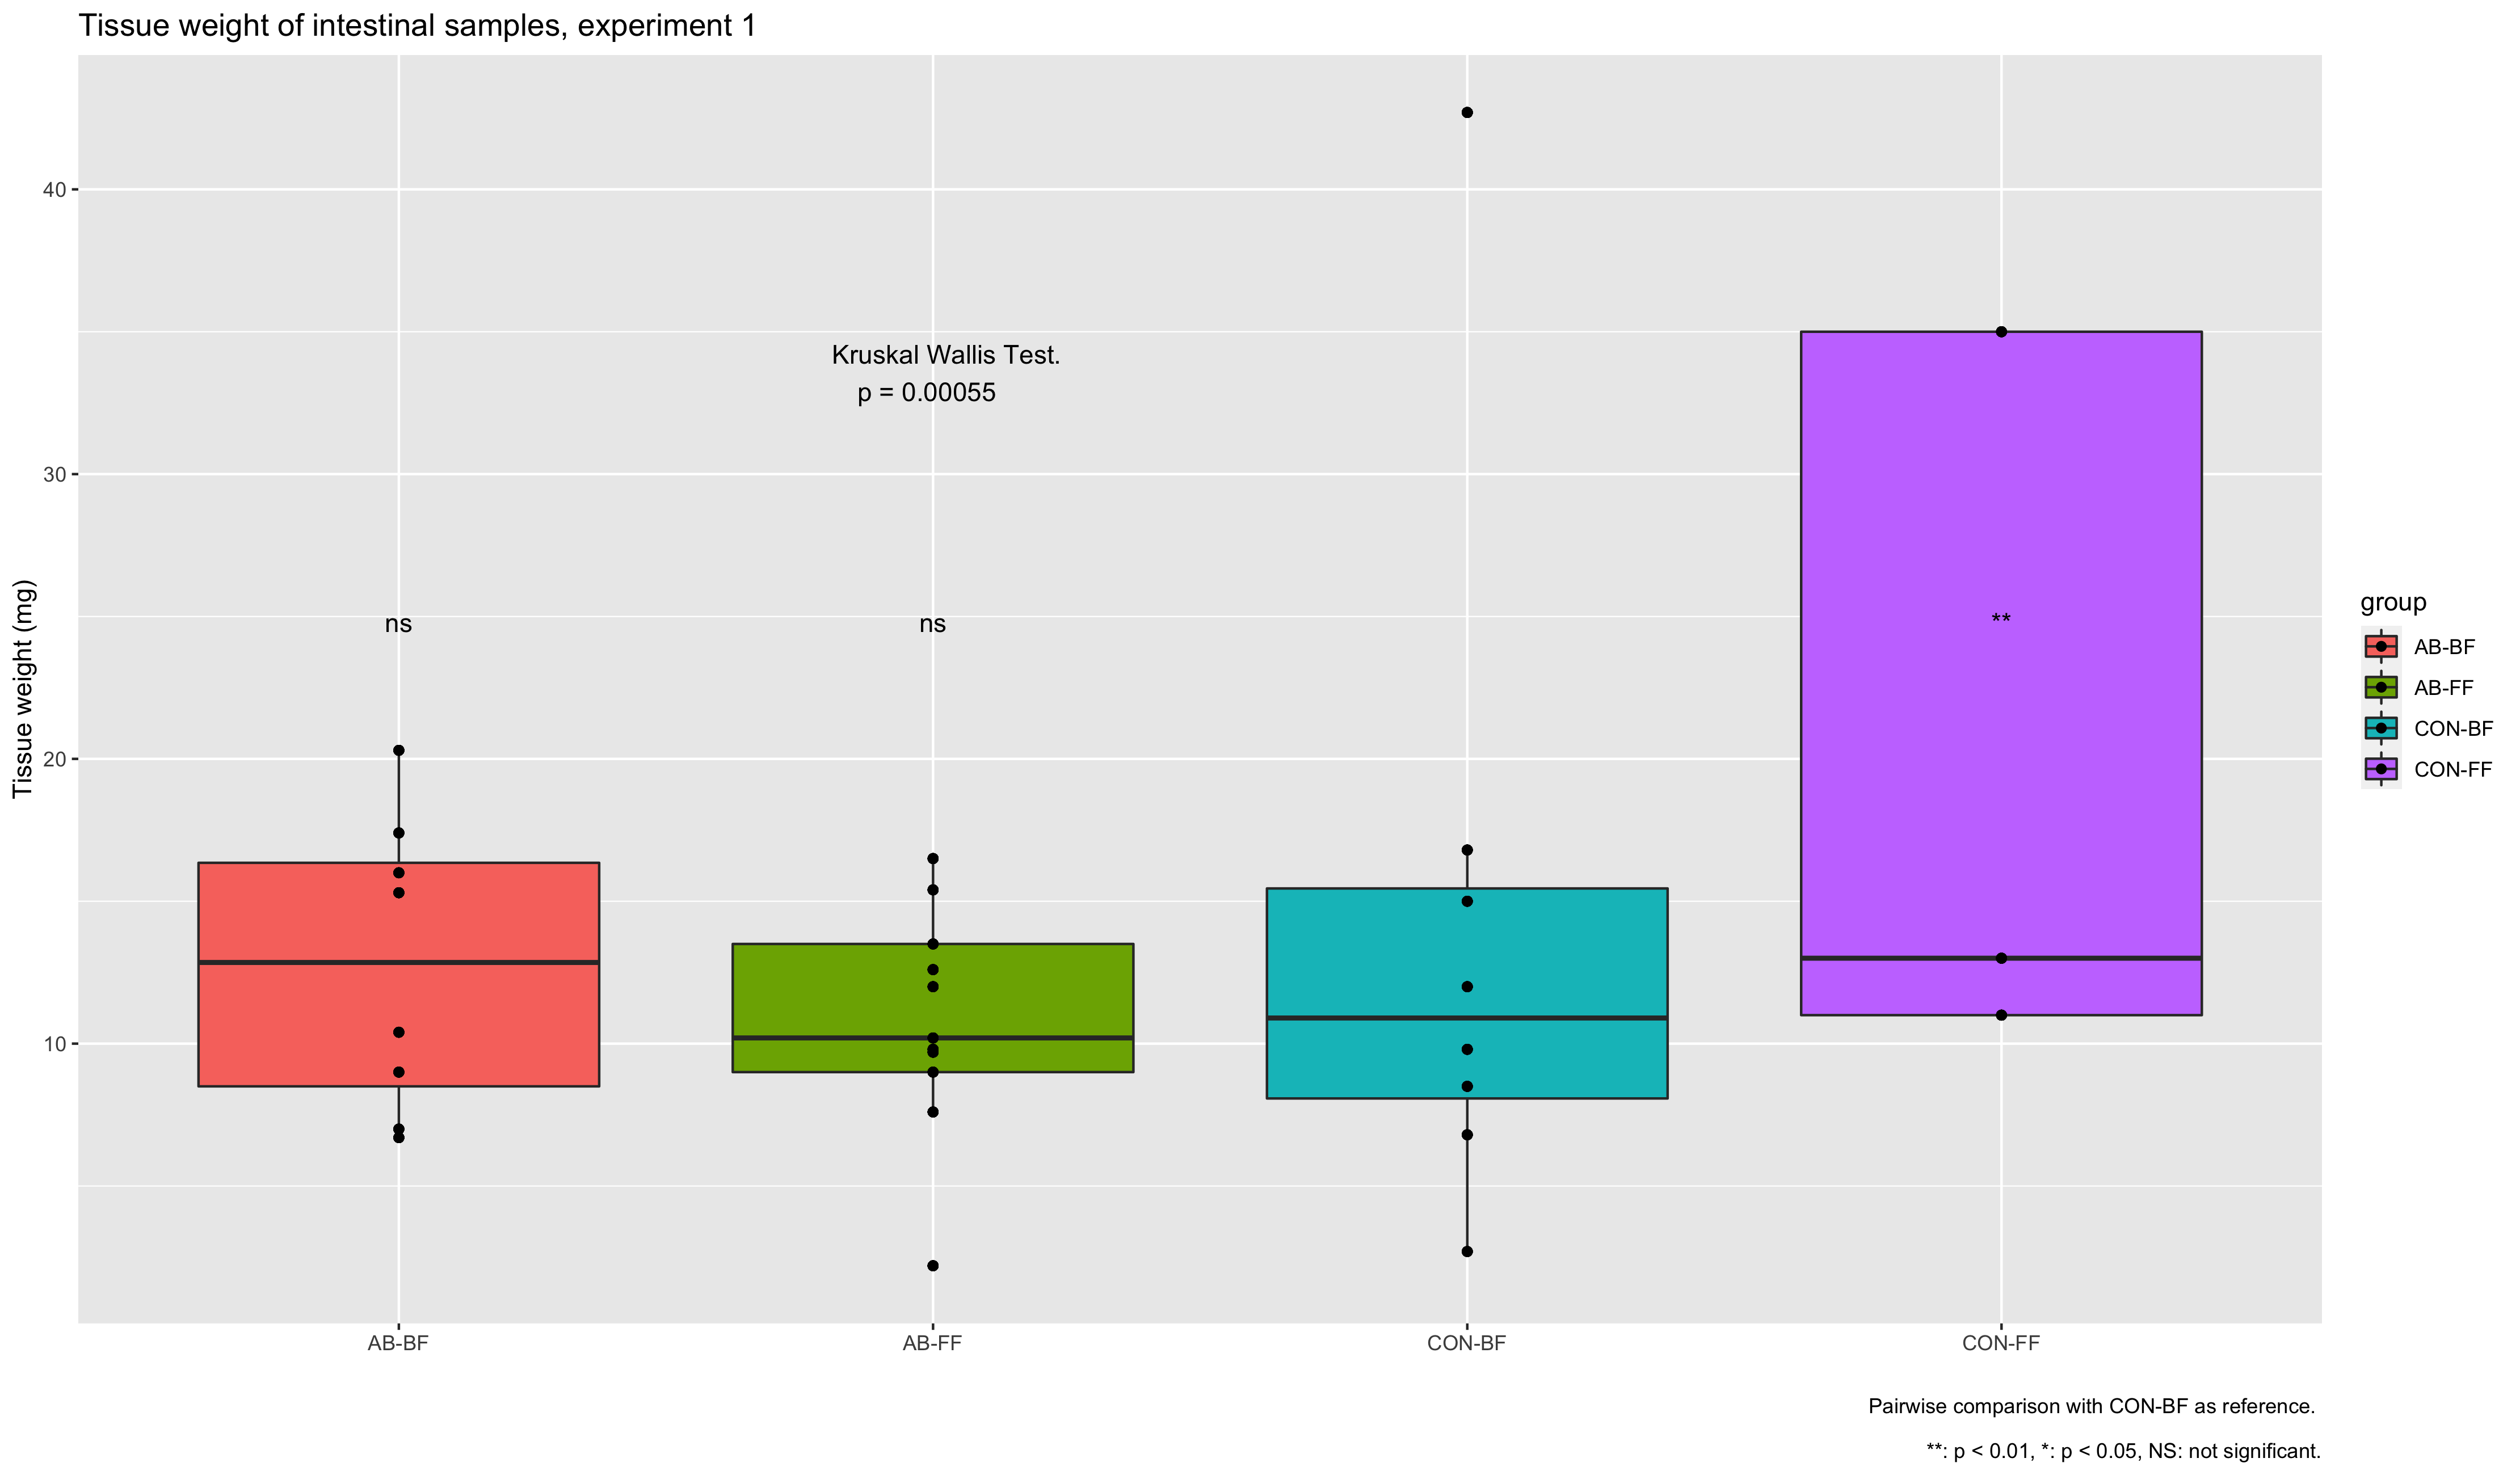 Tissue weight of intestinal samples, experiment 1
40
30
20
10
Tissue weight (mg)
Kruskal Wallis Test.
p = 0.00055
ns
ns
**
AB-BF
AB-FF
CON-BF
CON-FF
group
AB-BF
AB-FF
CON-BF
CON-FF
Pairwise comparison with CON-BF as reference.
**: p < 0.01, *: p < 0.05, NS: not significant.